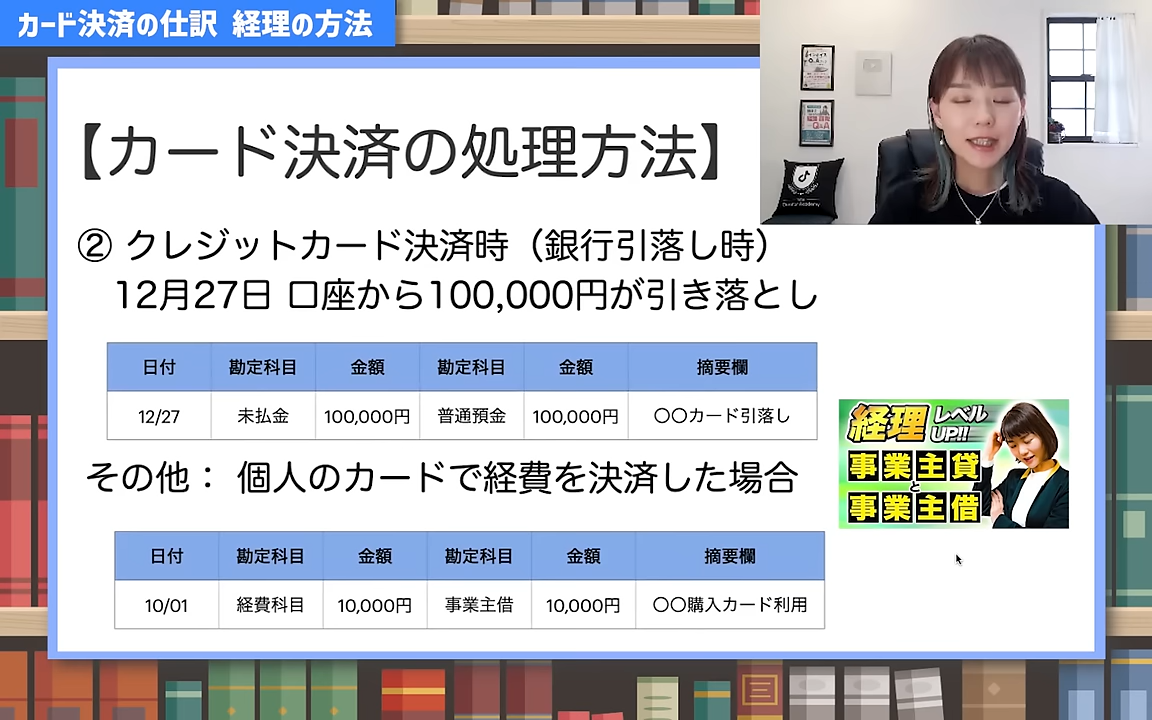 カード決済の仕訳 経理の方法
【カードの処理方法】
② クレジットカード決済時（銀行引落し時）
12月27日 口座から100,000円が引き落とし
日付 勘定科目 金額 勘定科目 金額 摘要欄
12/27 未払金 100,000円 普通預金 100,000円 〇〇カード引落し
その他： 個人のカードで経費を決済した場合
日付 勘定科目 金額 勘定科目 金額 摘要欄
10/01 経費科目 10,000円 事業主借 10,000円 〇〇購入カード利用
経理レベルUP!!
事業主貸
と
事業主借